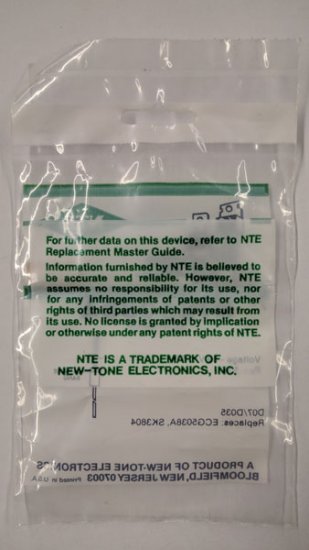 For further data on this device, refer to NTE
Replacement Master Guide.
Information furnished by NTE is believed to
be accurate and reliable. However, NTE
assumes no responsibility for its use, nor
for any infringements of patents or other
rights of third parties which may result from
its use. No license is granted by implication
or otherwise under any patent rights of NTE.
NTE IS A TRADEMARK OF
NEW-TONE ELECTRONICS, INC.
Voltage
DO7/DO35
Replaces: ECG5038A, SK3804
A PRODUCT OF NEW-TONE ELECTRONICS
BLOOMFIELD, NEW JERSEY 07003 Printed in U.S.A.